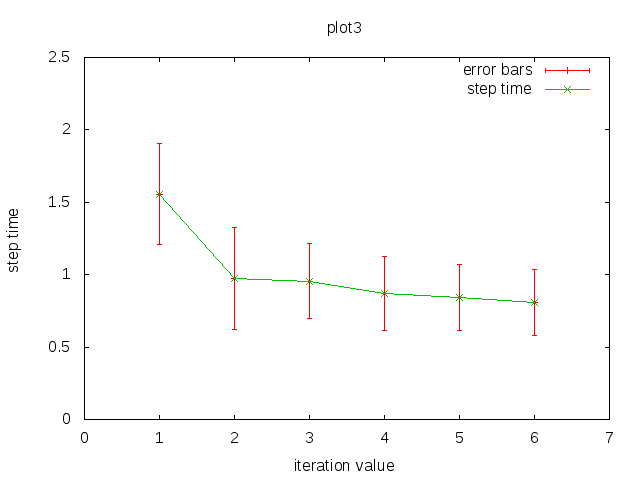 plot3
2.5
2
1.5
1
0.5
0
step time
error bars
step time
0 1 2 3 4 5 6 7
iteration value